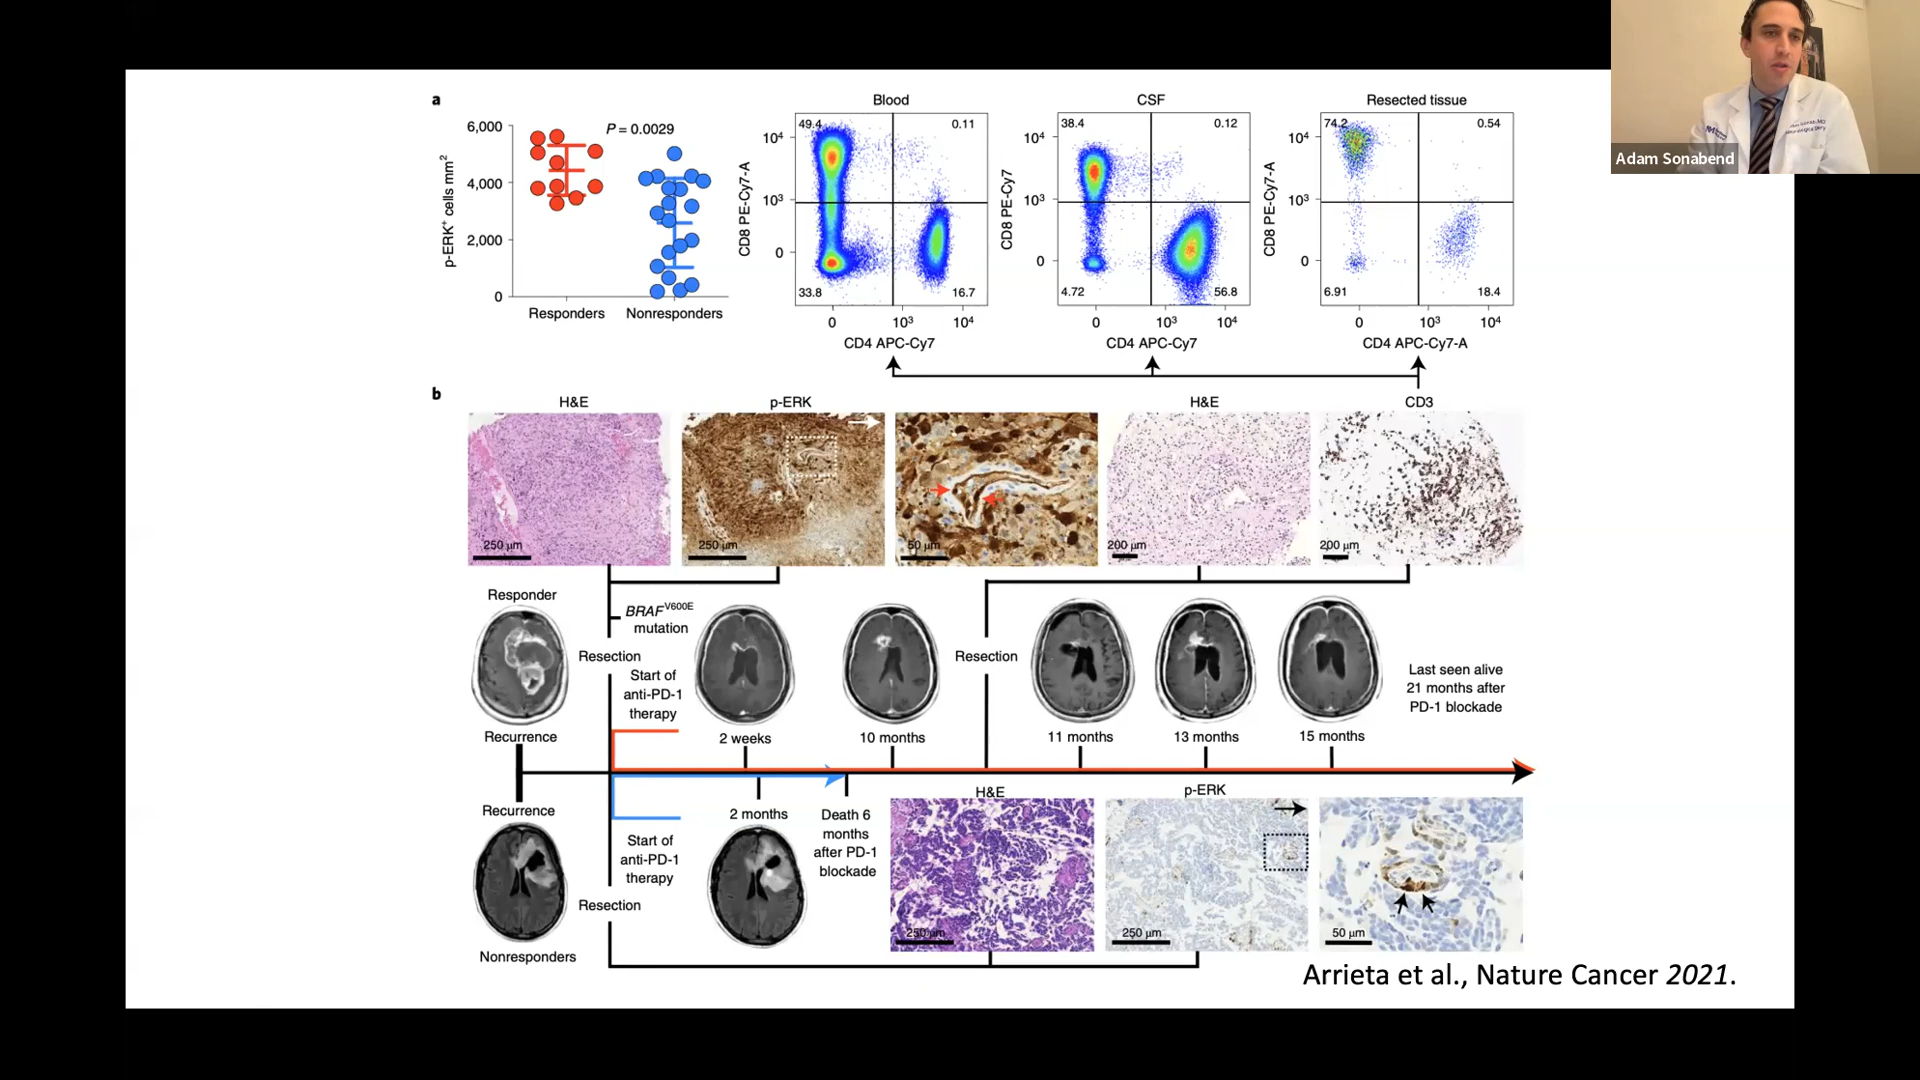 Adam Sonabend
a
P = 0.0029
6,000
4,000
2,000
0
p-ERK⁺ cells mm²
Responders
Nonresponders
Blood
49.4
0.11
33.8
16.7
10⁴
10³
0
CD8 PE-Cy7-A
0
10³
10⁴
CD4 APC-Cy7
CSF
38.4
0.12
4.72
56.8
10⁴
10³
0
CD8 PE-Cy7
0
10³
10⁴
CD4 APC-Cy7
Resected tissue
74.2
0.54
6.91
18.4
10⁴
10³
0
CD8 PE-Cy7-A
0
10³
10⁴
CD4 APC-Cy7-A
b
H&E
p-ERK
H&E
CD3
250 µm
250 µm
50 µm
200 µm
200 µm
Responder
BRAFV600E
mutation
Resection
Start of
anti-PD-1
therapy
Resection
Last seen alive
21 months after
PD-1 blockade
Recurrence
2 weeks
10 months
11 months
13 months
15 months
Recurrence
2 months
Start of
anti-PD-1
therapy
Resection
Death 6
months
after PD-1
blockade
Nonresponders
H&E
p-ERK
250 µm
250 µm
50 µm
Arrieta et al., Nature Cancer 2021.